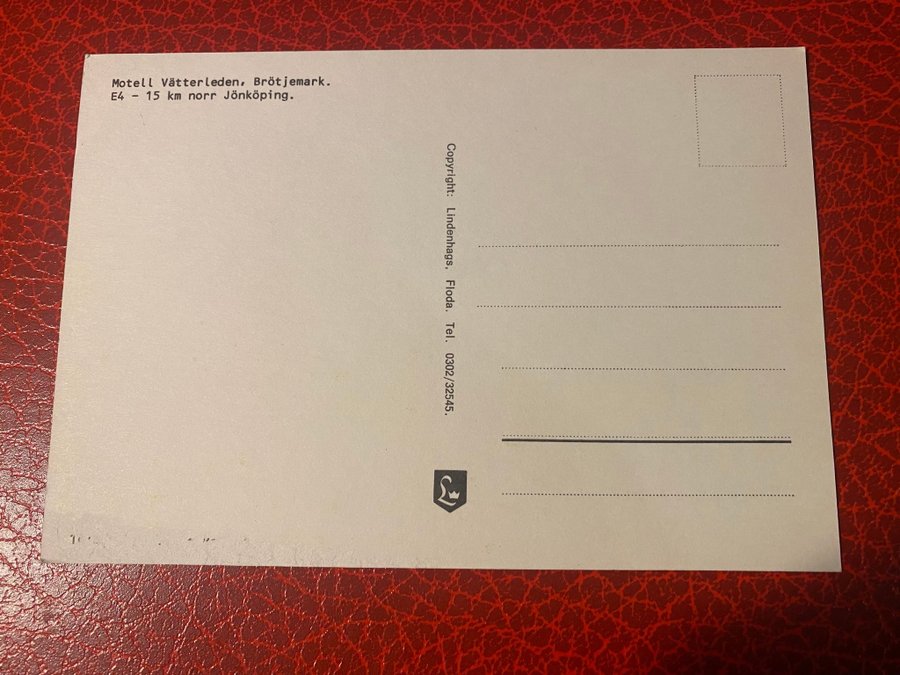 Motell Vätterleden, Brötjemark.
E4 - 15 km norr Jönköping.
Copyright: Lindenhags, Floda. Tel. 0302/32545.
L